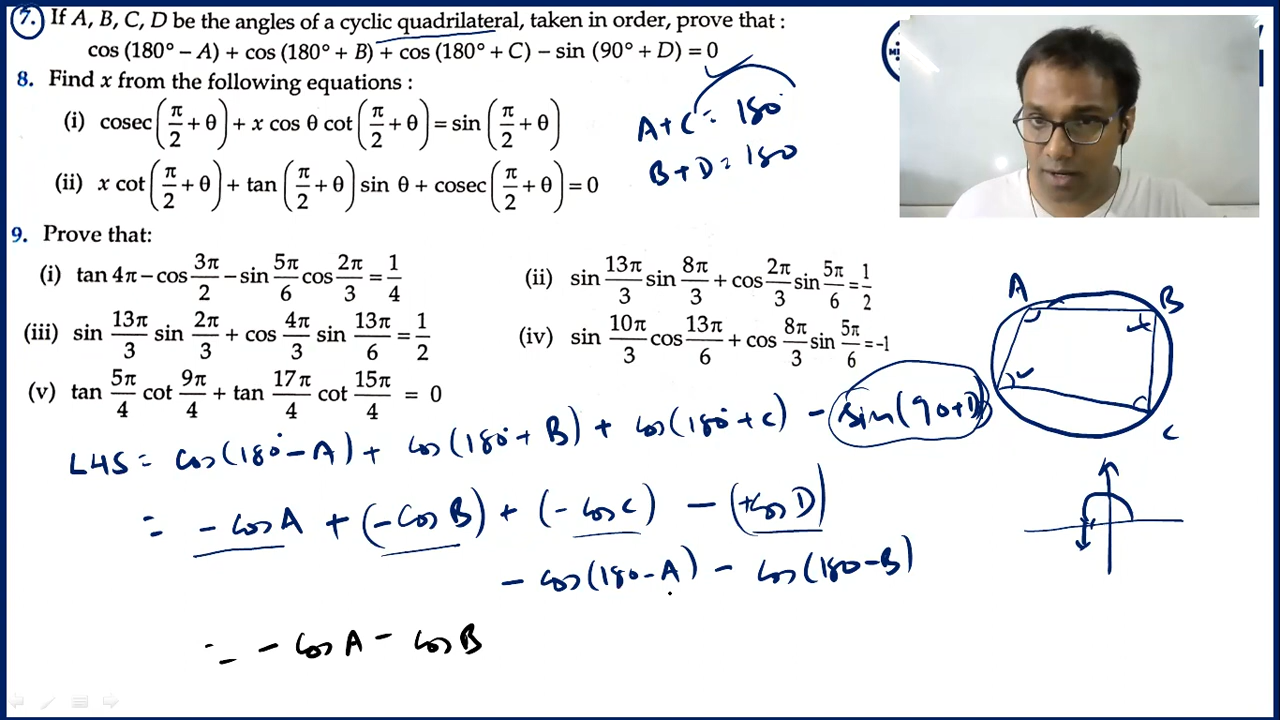 7. If A, B, C, D be the angles of a cyclic quadrilateral, taken in order, prove that :
cos (180° – A) + cos (180° + B) + cos (180° + C) – sin (90° + D) = 0
8. Find x from the following equations :
(i) cosec(π/2 + θ) + x cos θ cot(π/2 + θ) = sin(π/2 + θ)
(ii) x cot(π/2 + θ) + tan(π/2 + θ) sin θ + cosec(π/2 + θ) = 0
A+C = 180°
B+D = 180
9. Prove that:
(i) tan 4π – cos 3π/2 – sin 5π/6 cos 2π/3 = 1/4
(ii) sin 13π/3 sin 8π/3 + cos 2π/3 sin 5π/6 = 1/2
(iii) sin 13π/3 sin 2π/3 + cos 4π/3 sin 13π/6 = 1/2
(iv) sin 10π/3 cos 13π/6 + cos 8π/3 sin 5π/6 = -1
(v) tan 5π/4 cot 9π/4 + tan 17π/4 cot 15π/4 = 0
A
B
C
LHS = cos(180°-A) + cos(180°+B) + cos(180°+C) - sin(90+D)
= -cosA + (-cosB) + (-cosC) - (+cosD)
- cos(180-A) - cos(180-B)
= - cosA - cosB